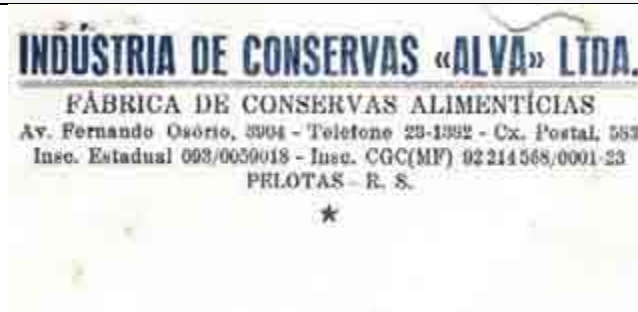 INDÚSTRIA DE CONSERVAS «ALVA» LTDA.
FÁBRICA DE CONSERVAS ALIMENTÍCIAS
Av. Fernando Osório, 3904 - Telefone 23-1392 - Cx. Postal, 583
Insc. Estadual 093/0059018 - Insc. CGC(MF) 92214568/0001-23
PELOTAS - R. S.